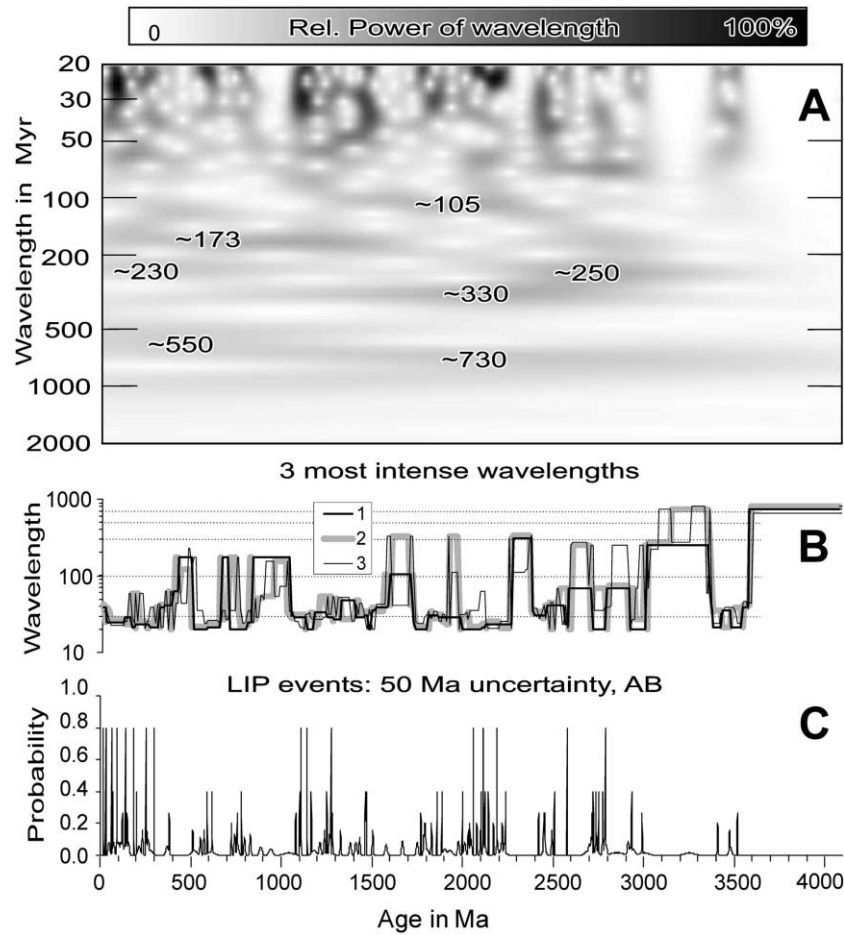 0 Rel. Power of wavelength 100%
A
Wavelength in Myr
20
30
50
100
200
500
1000
2000
~105
~173
~230
~250
~330
~550
~730
3 most intense wavelengths
B
Wavelength
1000
100
10
1
2
3
LIP events: 50 Ma uncertainty, AB
C
Probability
1.0
0.8
0.6
0.4
0.2
0.0
0 500 1000 1500 2000 2500 3000 3500 4000
Age in Ma